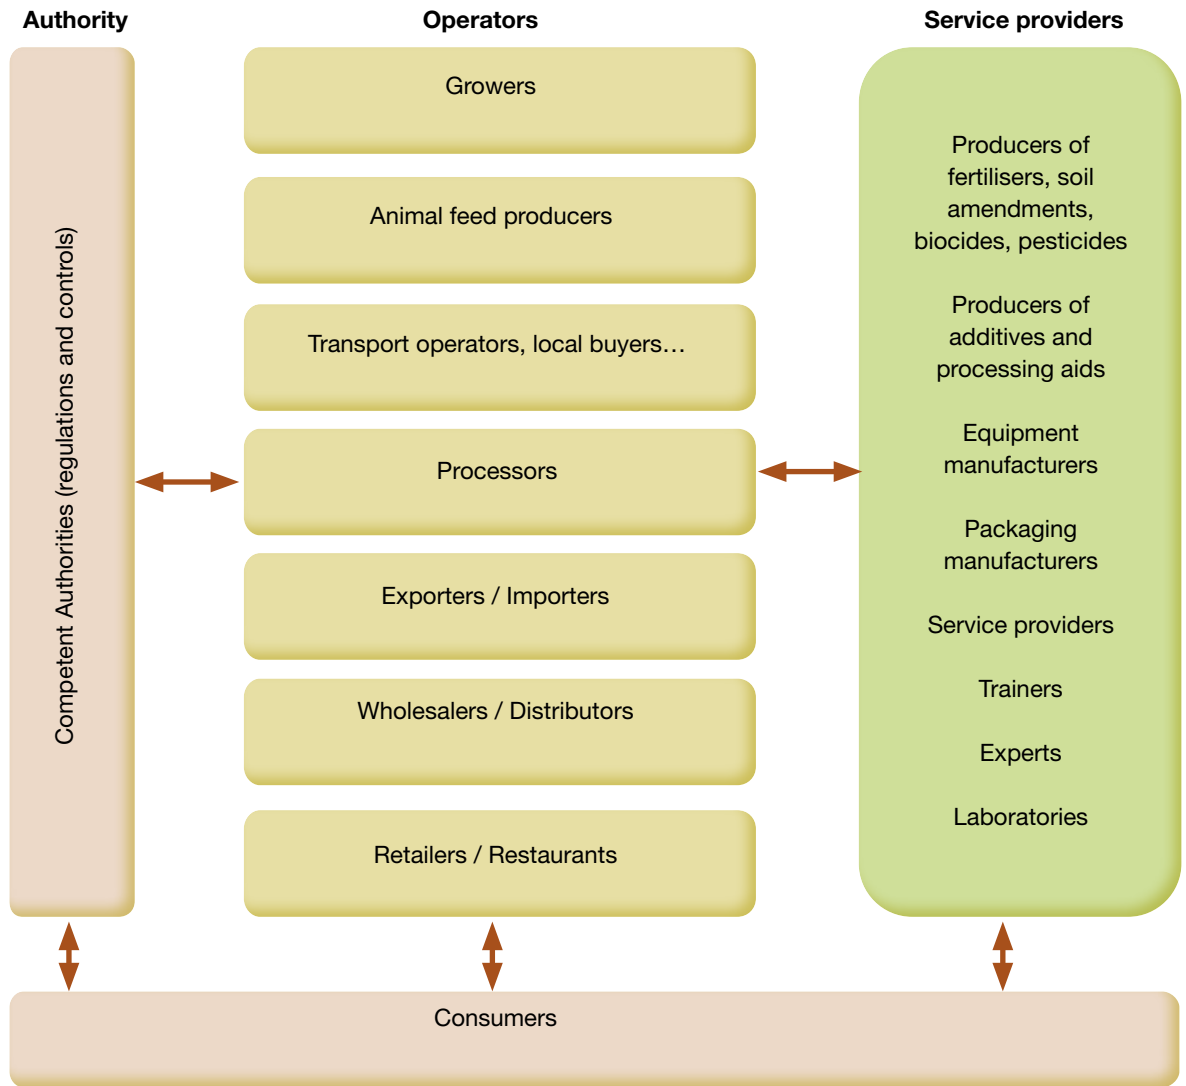 Authority
Operators
Service providers
Competent Authorities (regulations and controls)
Growers
Animal feed producers
Transport operators, local buyers…
Processors
Exporters / Importers
Wholesalers / Distributors
Retailers / Restaurants
Producers of
fertilisers, soil
amendments,
biocides, pesticides
Producers of
additives and
processing aids
Equipment
manufacturers
Packaging
manufacturers
Service providers
Trainers
Experts
Laboratories
Consumers